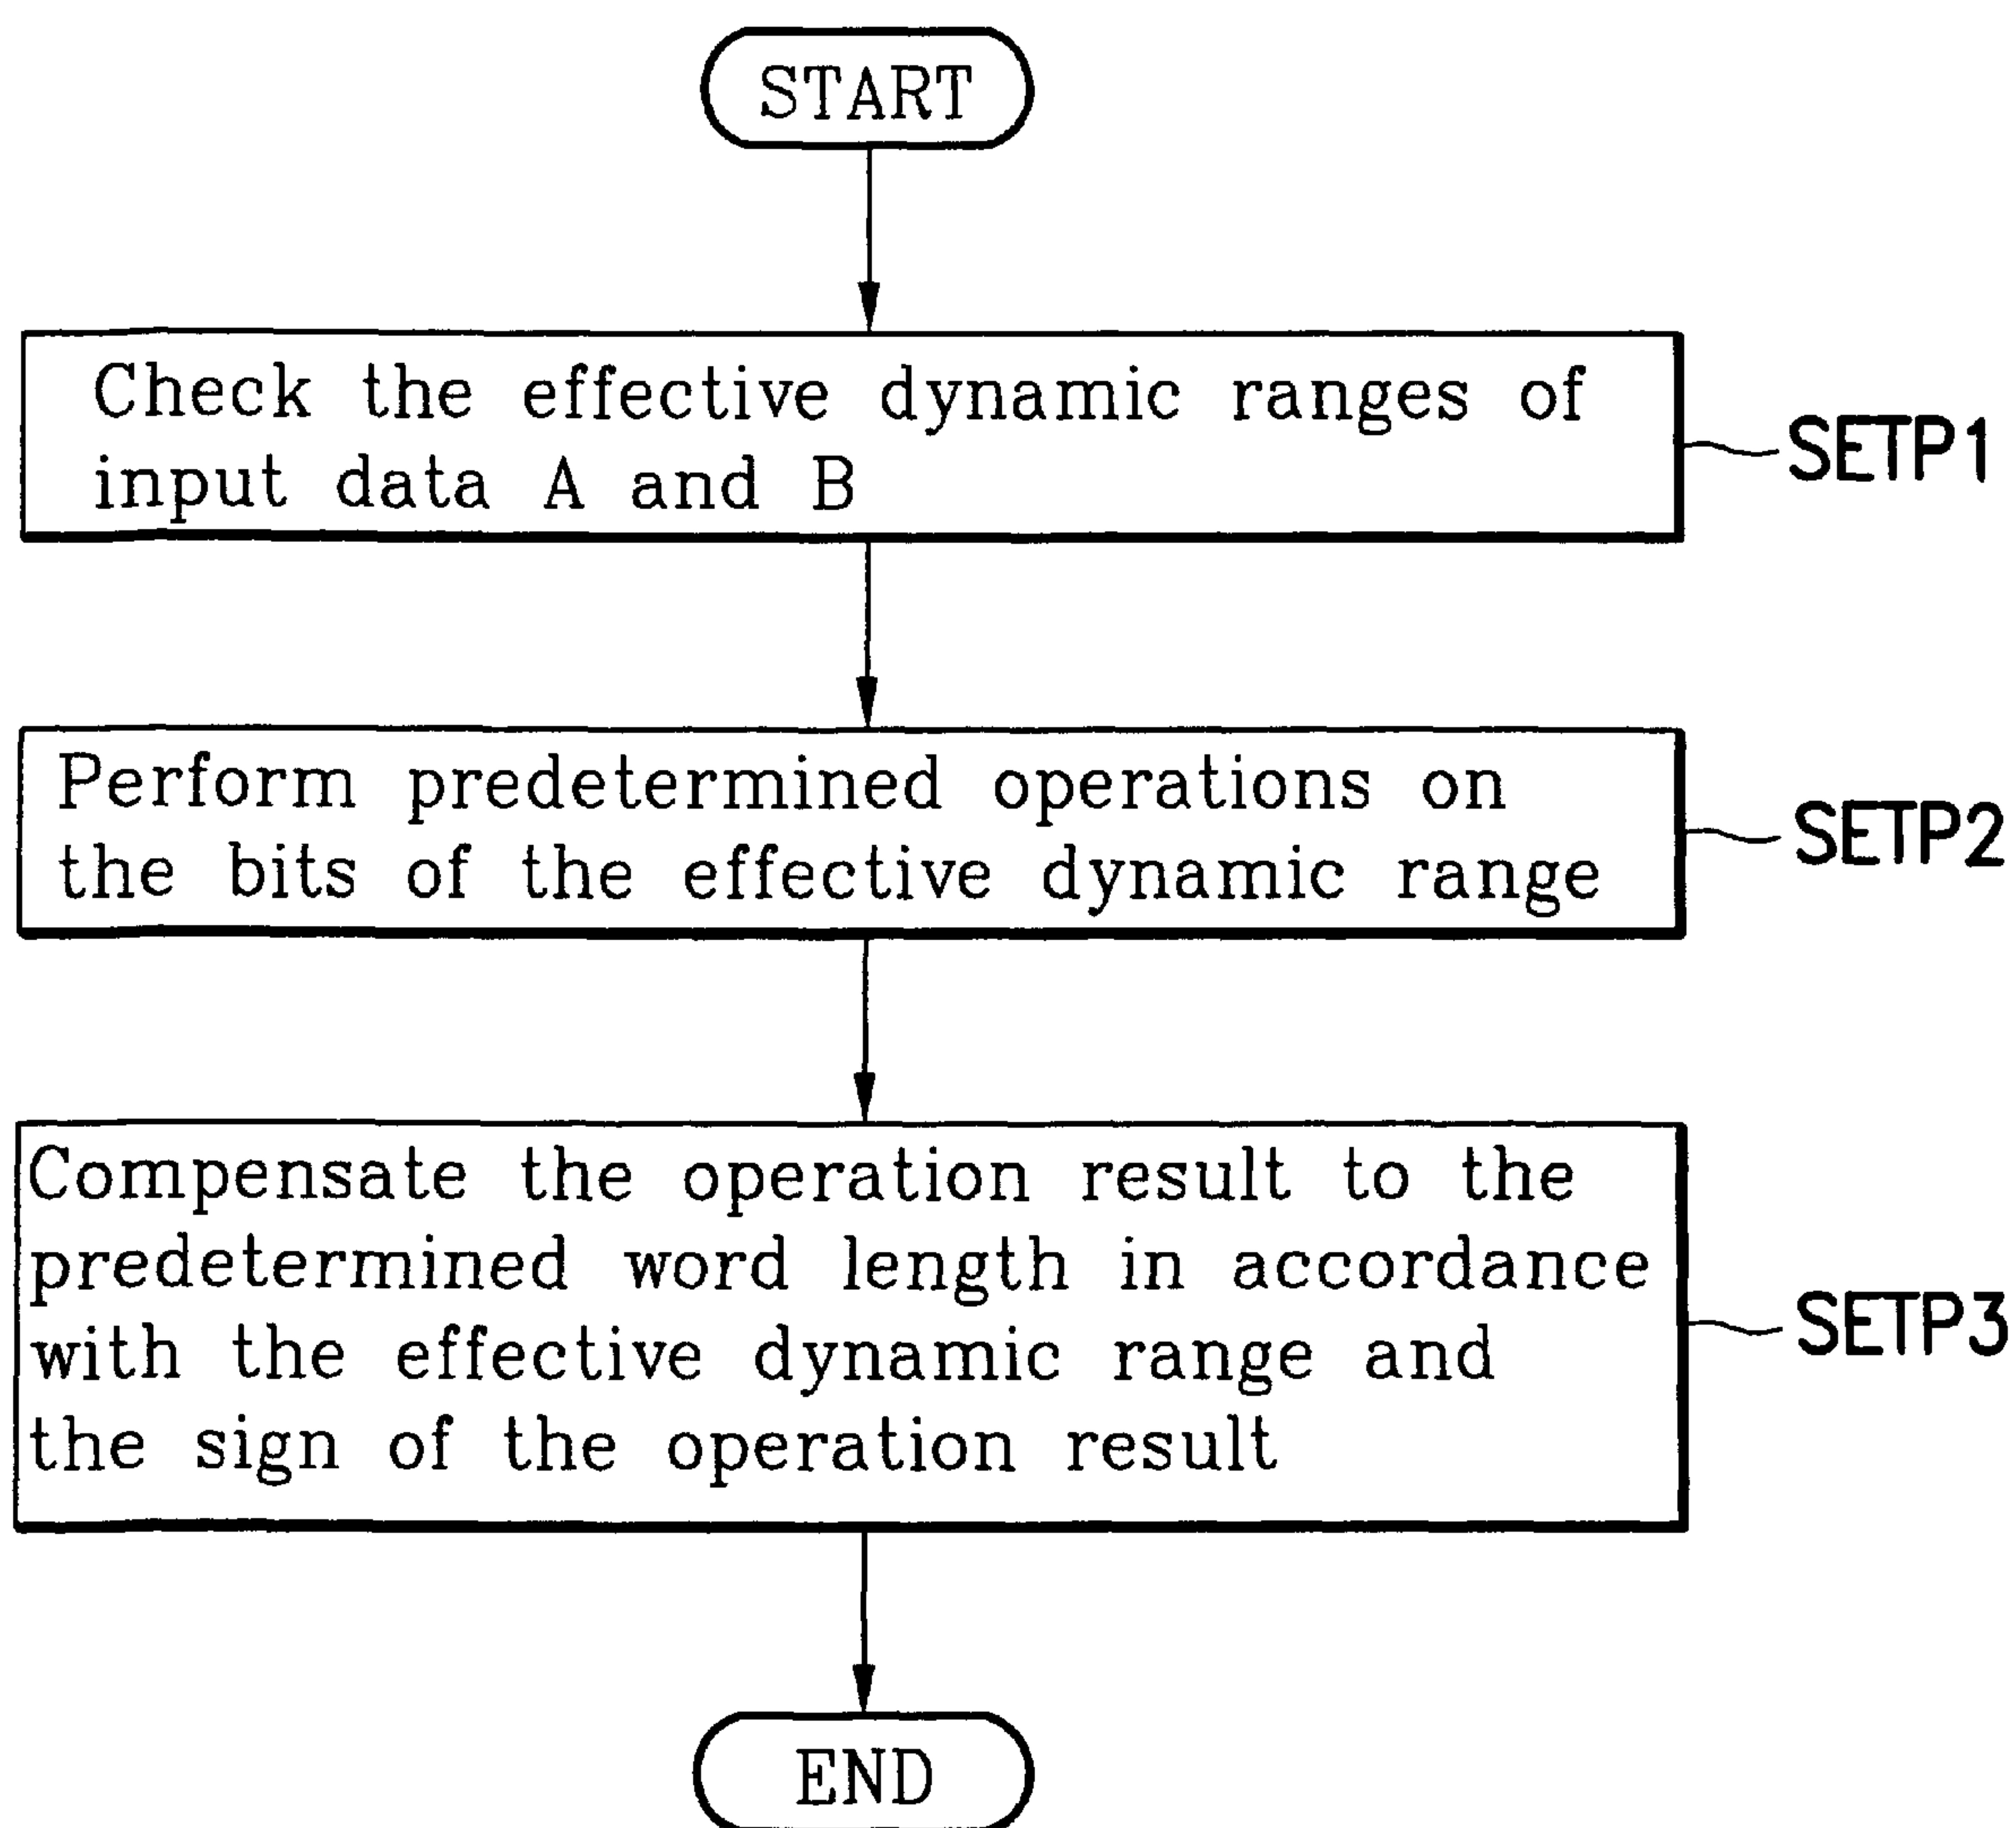 START
Check the effective dynamic ranges of
input data A and B
SETP1
Perform predetermined operations on
the bits of the effective dynamic range
SETP2
Compensate the operation result to the
predetermined word length in accordance
with the effective dynamic range and
the sign of the operation result
SETP3
END